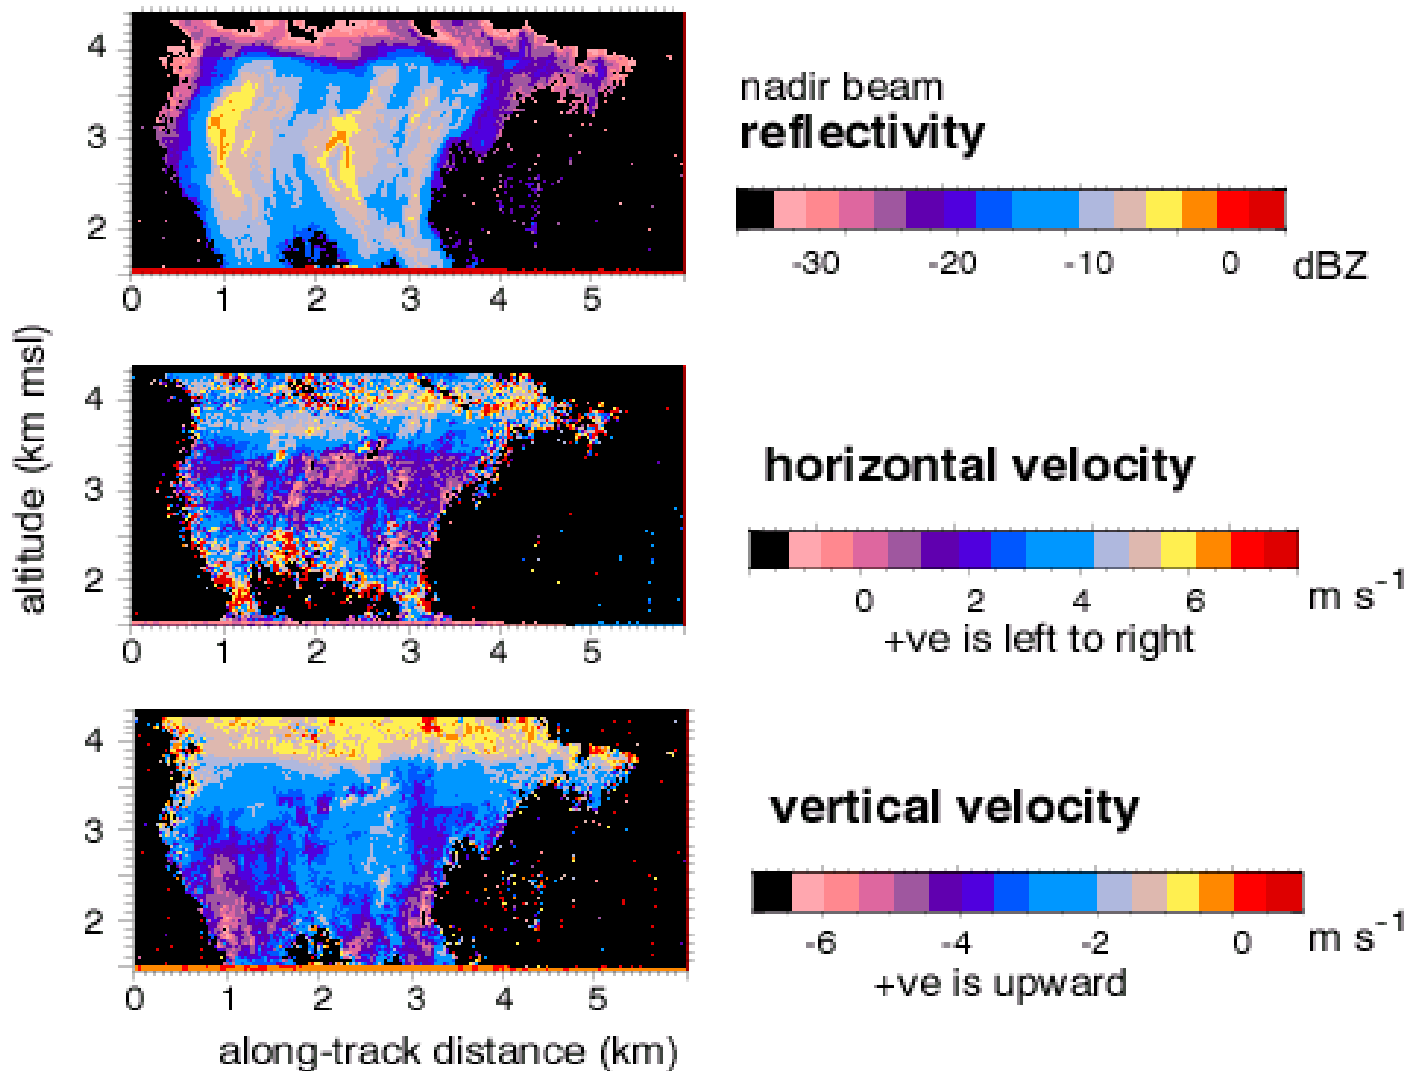 4
3
2
0 1 2 3 4 5
nadir beam
reflectivity
-30 -20 -10 0 dBZ
altitude (km msl)
4
3
2
0 1 2 3 4 5
horizontal velocity
0 2 4 6 m s-1
+ve is left to right
4
3
2
0 1 2 3 4 5
vertical velocity
-6 -4 -2 0 m s-1
+ve is upward
along-track distance (km)